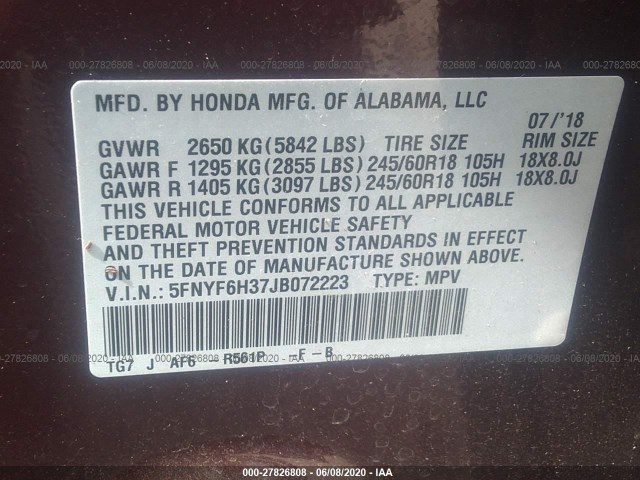 MFD. BY HONDA MFG. OF ALABAMA, LLC
07/'18
GVWR 2650 KG (5842 LBS) TIRE SIZE RIM SIZE
GAWR F 1295 KG (2855 LBS) 245/60R18 105H 18X8.0J
GAWR R 1405 KG (3097 LBS) 245/60R18 105H 18X8.0J
THIS VEHICLE CONFORMS TO ALL APPLICABLE
FEDERAL MOTOR VEHICLE SAFETY
AND THEFT PREVENTION STANDARDS IN EFFECT
ON THE DATE OF MANUFACTURE SHOWN ABOVE.
V.I.N.: 5FNYF6H37JB072223 TYPE: MPV
TG7 J AF6 R561P -F-B
000-27826808 - 06/08/2020 - IAA